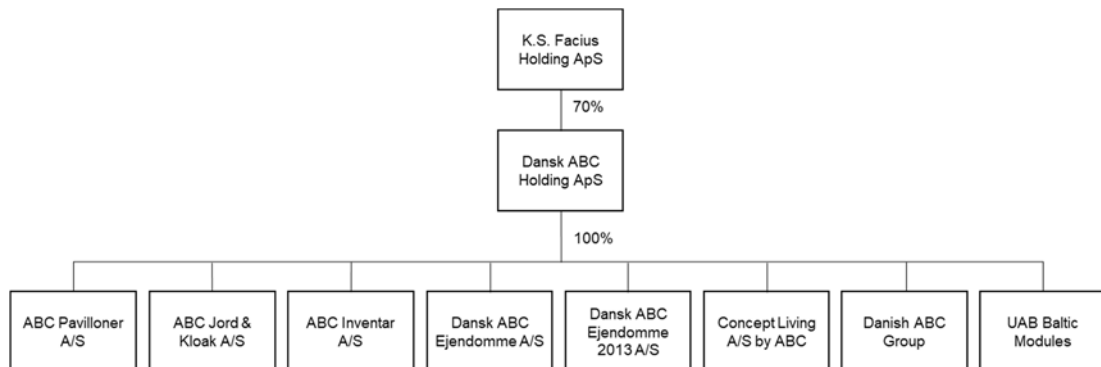 K.S. Facius
Holding ApS
70%
Dansk ABC
Holding ApS
100%
ABC Pavilloner
A/S
ABC Jord &
Kloak A/S
ABC Inventar
A/S
Dansk ABC
Ejendomme A/S
Dansk ABC
Ejendomme
2013 A/S
Concept Living
A/S by ABC
Danish ABC
Group
UAB Baltic
Modules